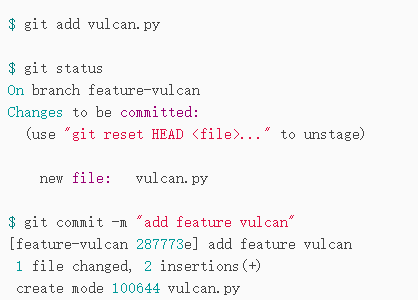 $ git add vulcan.py
$ git status
On branch feature-vulcan
Changes to be committed:
(use "git reset HEAD <file>..." to unstage)
new file: vulcan.py
$ git commit -m "add feature vulcan"
[feature-vulcan 287773e] add feature vulcan
1 file changed, 2 insertions(+)
create mode 100644 vulcan.py